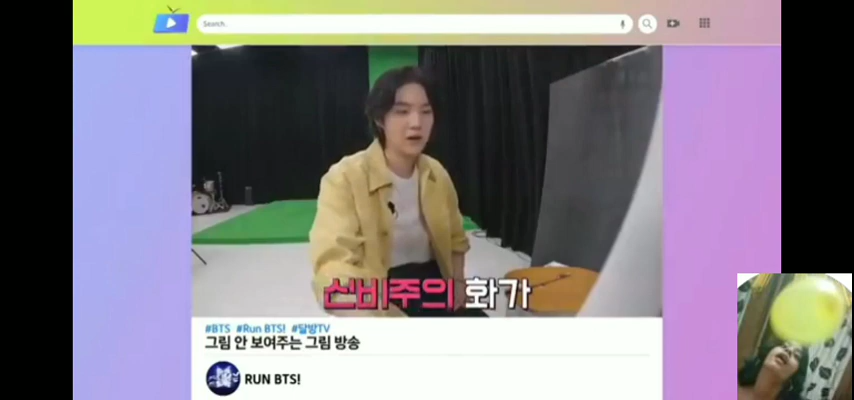 Search.
신비주의 화가
#BTS #Run BTS! #달방TV
그림 안 보여주는 그림 방송
RUN BTS!